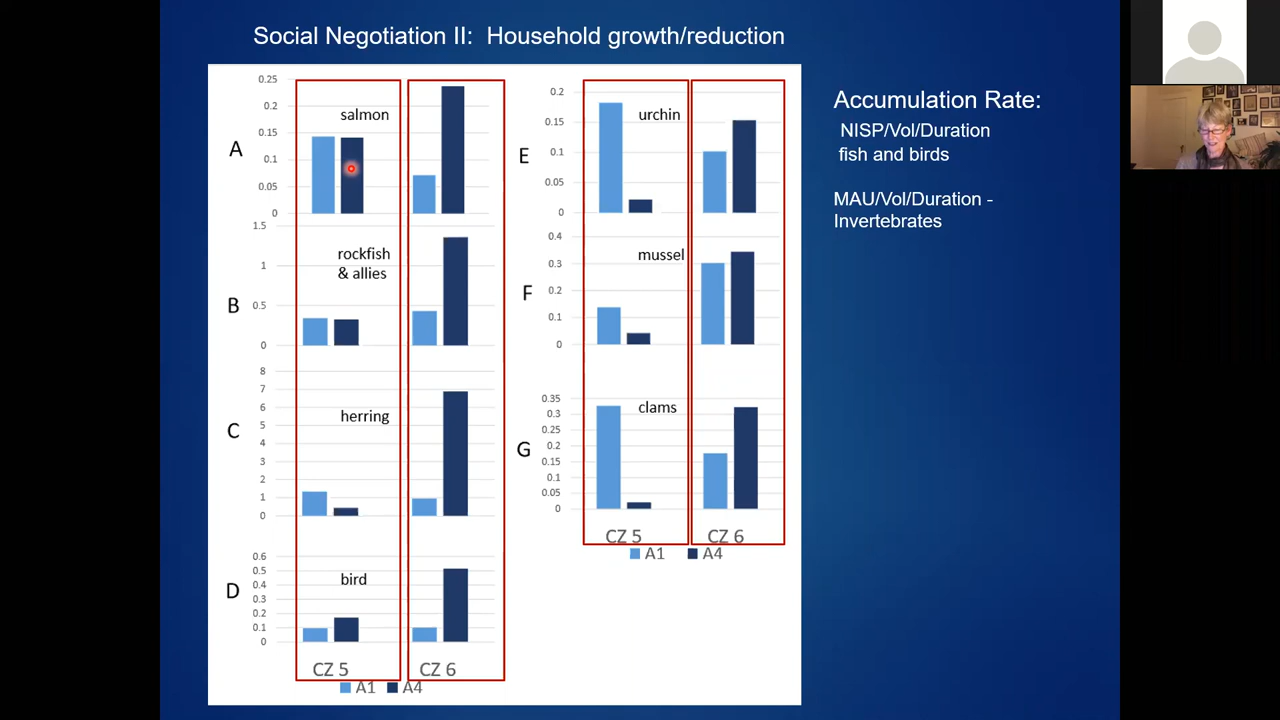 Social Negotiation II:  Household growth/reduction
A
0.25
0.2
0.15
0.1
0.05
0
salmon
B
1.5
1
0.5
0
rockfish
& allies
C
8
7
6
5
4
3
2
1
0
herring
D
0.6
0.5
0.4
0.3
0.2
0.1
0
bird
CZ 5
CZ 6
A1
A4
E
0.2
0.15
0.1
0.05
0
urchin
F
0.4
0.3
0.2
0.1
0
mussel
G
0.35
0.3
0.25
0.2
0.15
0.1
0.05
0
clams
CZ 5
CZ 6
A1
A4
Accumulation Rate:
NISP/Vol/Duration
fish and birds
MAU/Vol/Duration -
Invertebrates